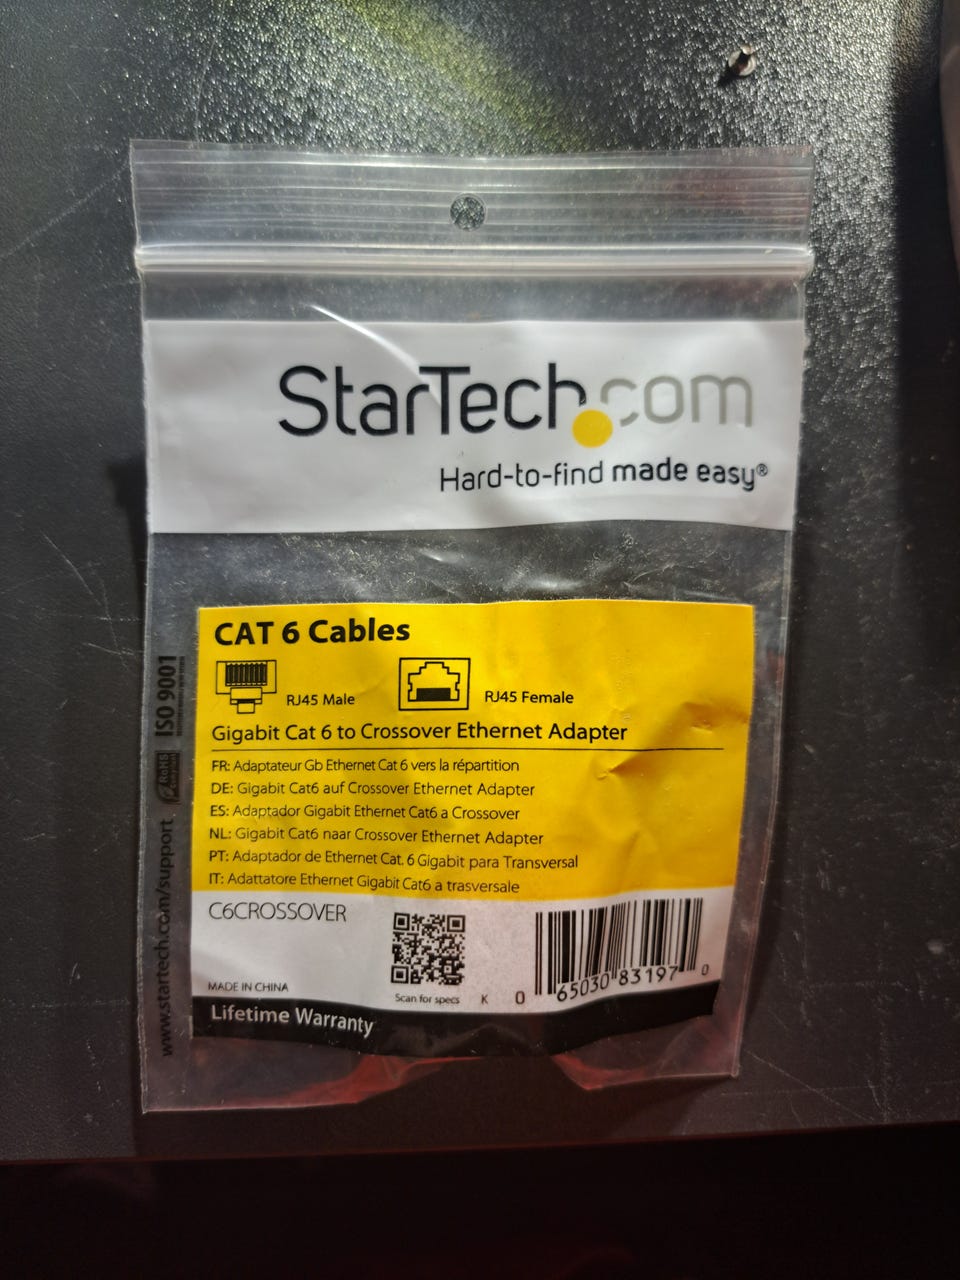 StarTech.com
Hard-to-find made easy®
CAT 6 Cables
RJ45 Male
RJ45 Female
Gigabit Cat 6 to Crossover Ethernet Adapter
FR: Adaptateur Gb Ethernet Cat 6 vers la répartition
DE: Gigabit Cat6 auf Crossover Ethernet Adapter
ES: Adaptador Gigabit Ethernet Cat6 a Crossover
NL: Gigabit Cat6 naar Crossover Ethernet Adapter
PT: Adaptador de Ethernet Cat. 6 Gigabit para Transversal
IT: Adattatore Ethernet Gigabit Cat6 a trasversale
C6CROSSOVER
MADE IN CHINA
Scan for specs
K
0 65030 83197 0
Lifetime Warranty
www.startech.com/support
RoHS
ISO 9001